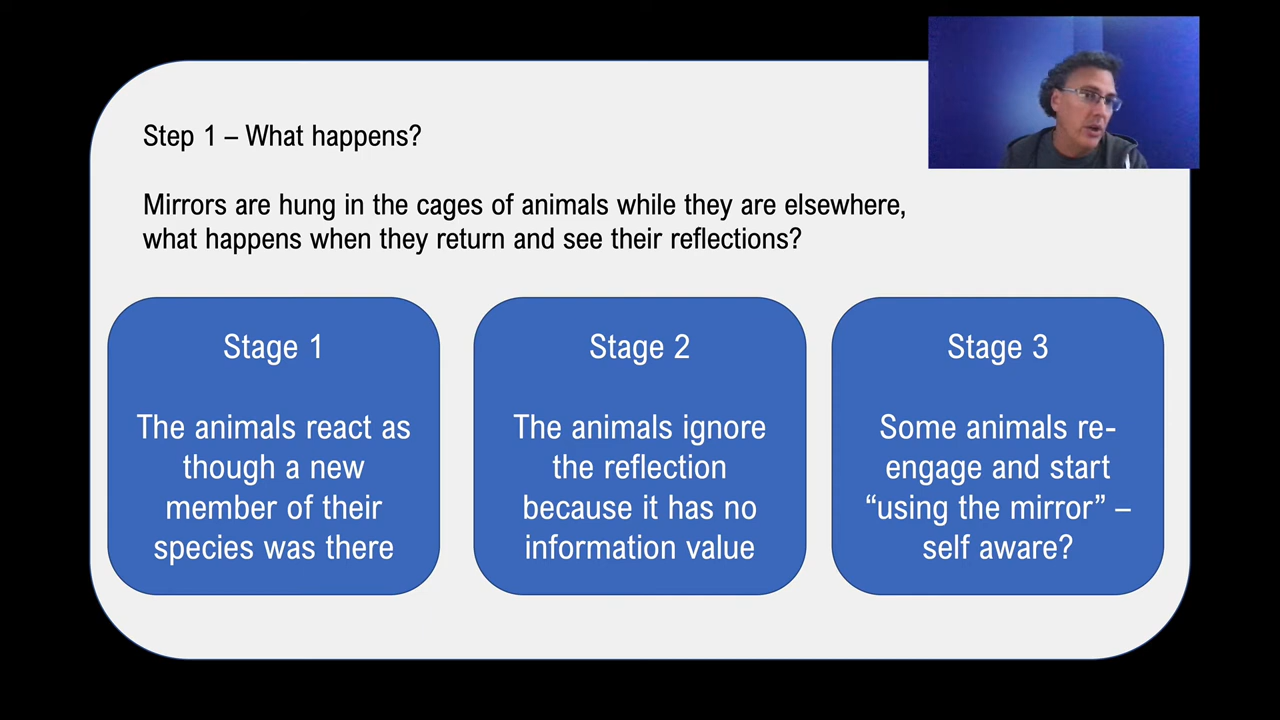 Step 1 – What happens?
Mirrors are hung in the cages of animals while they are elsewhere,
what happens when they return and see their reflections?
Stage 1
The animals react as
though a new
member of their
species was there
Stage 2
The animals ignore
the reflection
because it has no
information value
Stage 3
Some animals re-
engage and start
“using the mirror” –
self aware?